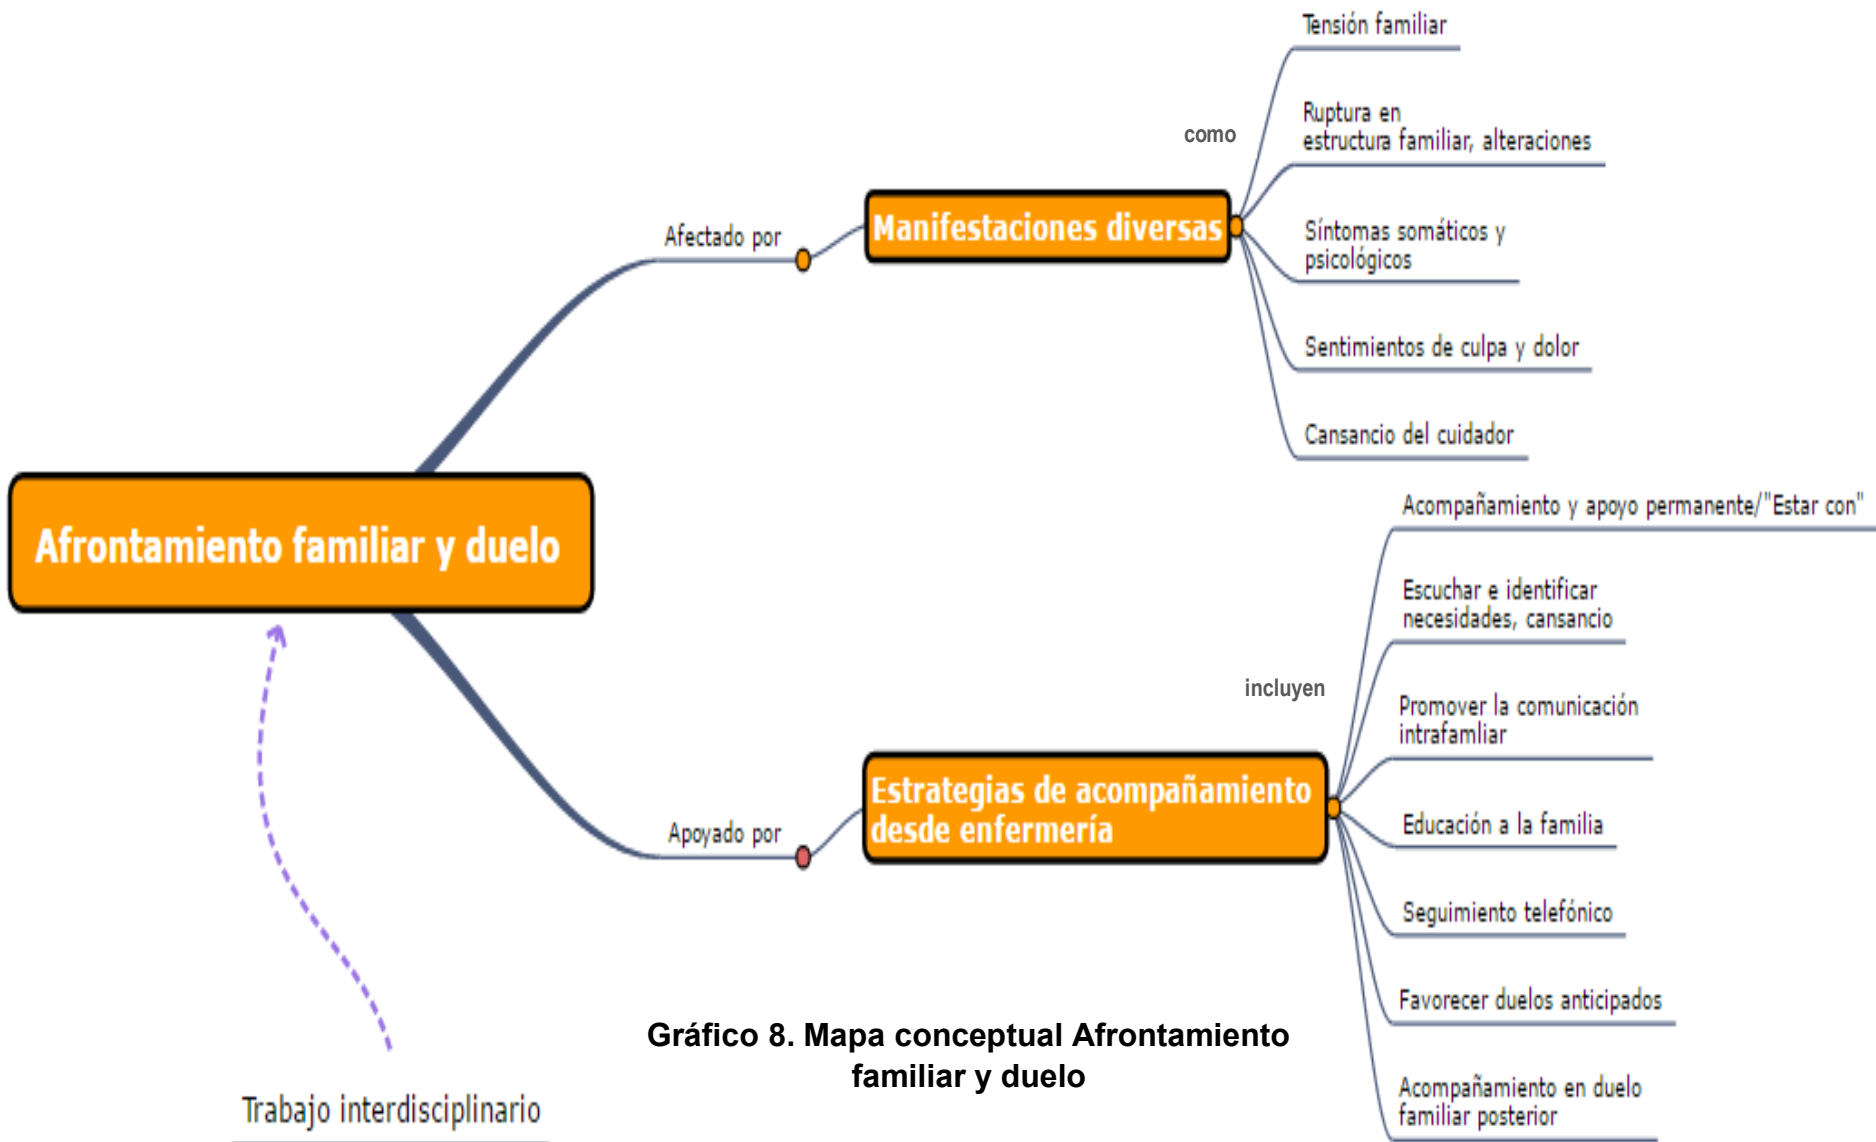 Tensión familiar
Ruptura en
estructura familiar, alteraciones
como
Síntomas somáticos y
psicológicos
Manifestaciones diversas
Afectado por
Sentimientos de culpa y dolor
Cansancio del cuidador
Afrontamiento familiar y duelo
Acompañamiento y apoyo permanente/"Estar con"
Escuchar e identificar
necesidades, cansancio
incluyen
Promover la comunicación
intrafamliar
Estrategias de acompañamiento
desde enfermería
Apoyado por
Educación a la familia
Seguimiento telefónico
Favorecer duelos anticipados
Acompañamiento en duelo
familiar posterior
Gráfico 8. Mapa conceptual Afrontamiento
familiar y duelo
Trabajo interdisciplinario